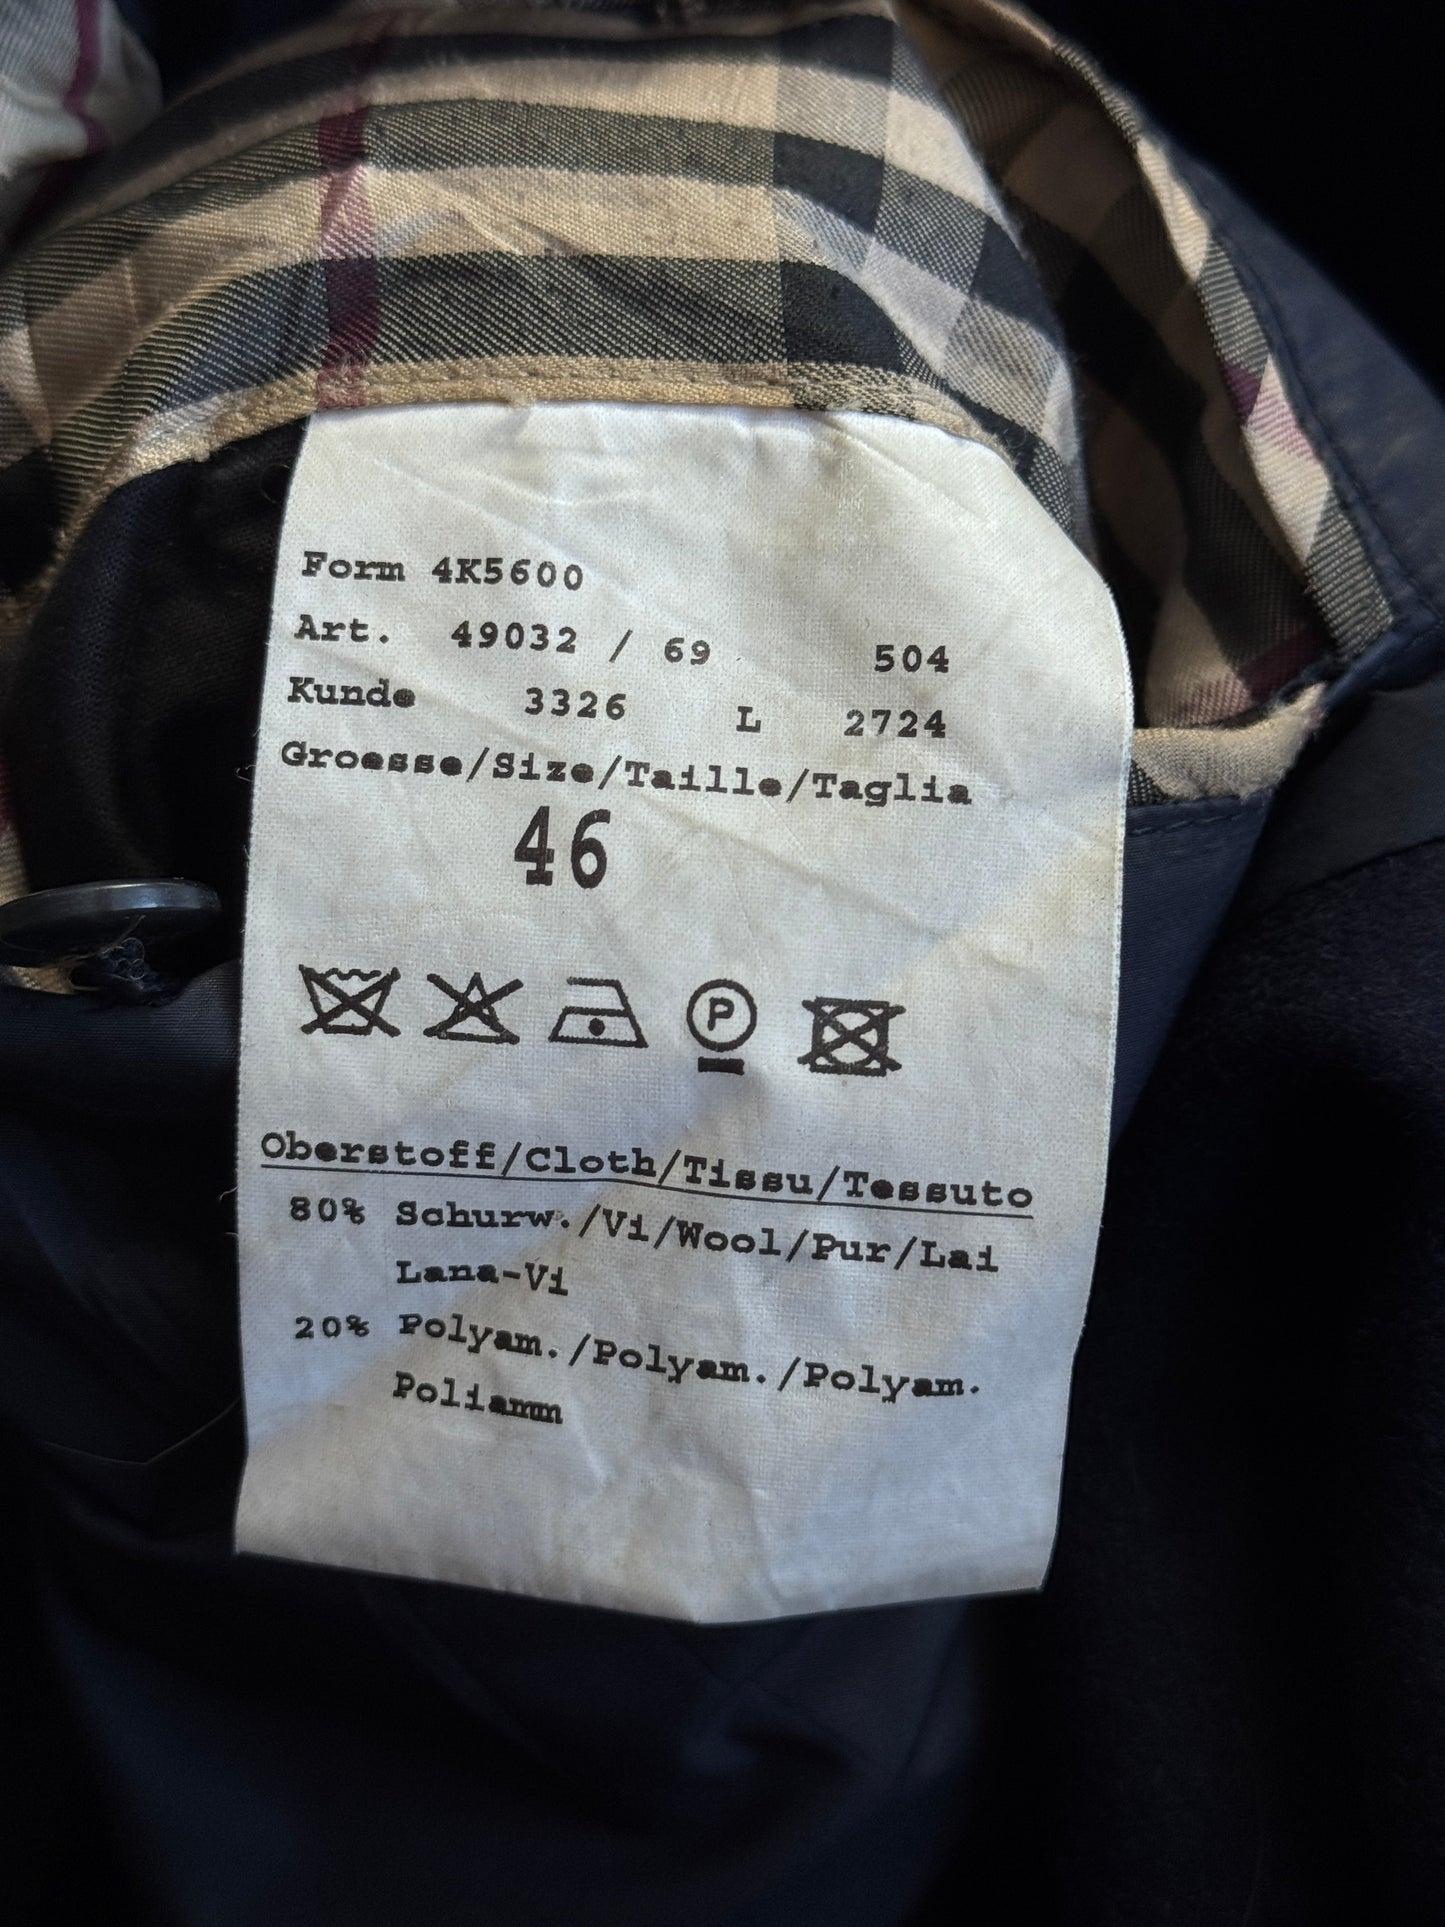 Form 4K5600
Art. 49032 / 69 504
Kunde 3326 L 2724
Groesse/Size/Taille/Taglia
46
P
Oberstoff/Cloth/Tissu/Tessuto
80% Schurw./Vi/Wool/Pur/Lai
Lana-Vi
20% Polyam./Polyam./Polyam.
Poliamm